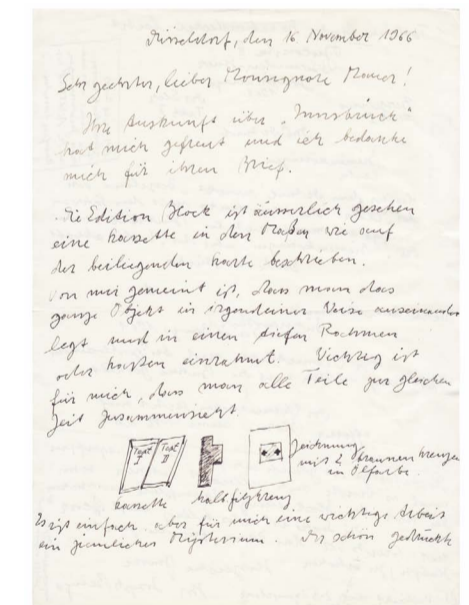 Düsseldorf, den 16 November 1966
Sehr geehrter, lieber Monsignore Mauer!
Ihre Auskunft über „Innsbruck“
hat mich gefreut und ich bedanke
mich für ihren Brief.
Die Edition Block ist äusserlich gesehen
eine Kassette in den Maßen wie auf
der beiliegenden Karte beschrieben.
Von mir gemeint ist, dass man das
ganze Objekt in irgendeiner Weise auseinander
legt und in einen tiefen Rachmen
oder Kasten einrahmt. Wichtig ist
für mich, dass man alle Teile zur gleichen
Zeit zusammensieht
Text I
Text II
Kassette
Halbfilzkreuz
Zeichnung
mit 2 braunen Kreuzen
in Ölfarbe.
Es ist einfach aber für mich eine wichtige Arbeit
ein ziemliches Mysterium. Die schon gedruckte